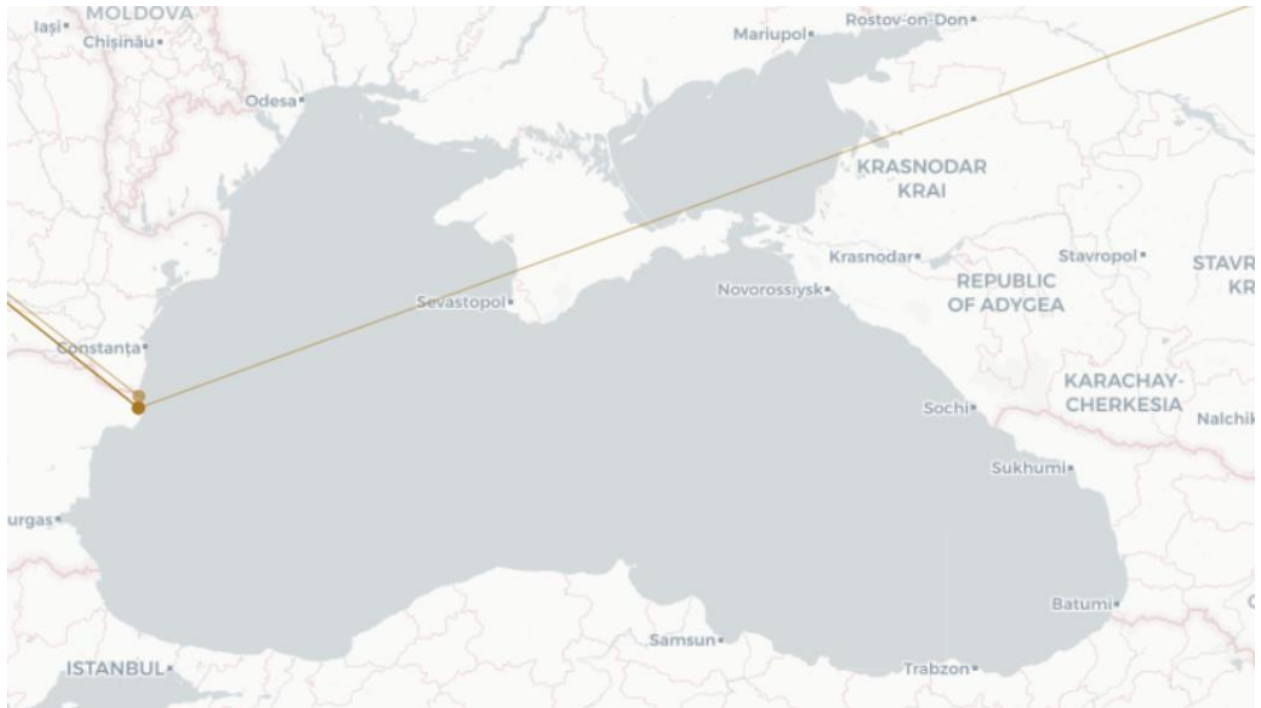 MOLDOVA
Iași
Chișinău
Rostov-on-Don
Mariupol
Odesa
KRASNODAR
KRAI
Krasnodar
Stavropol
STAVR
KR
REPUBLIC
OF ADYGEA
Novorossiysk
Sevastopol
Constanța
KARACHAY-
CHERKESIA
Sochi
Nalchik
Sukhumi
urgas
Batumi
Samsun
ISTANBUL
Trabzon